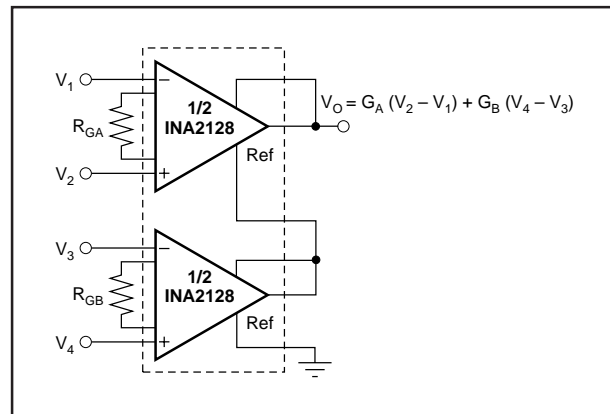 V1
−
1/2
INA2128
VO = GA (V2 – V1) + GB (V4 – V3)
RGA
Ref
V2
+
V3
−
1/2
INA2128
RGB
Ref
V4
+